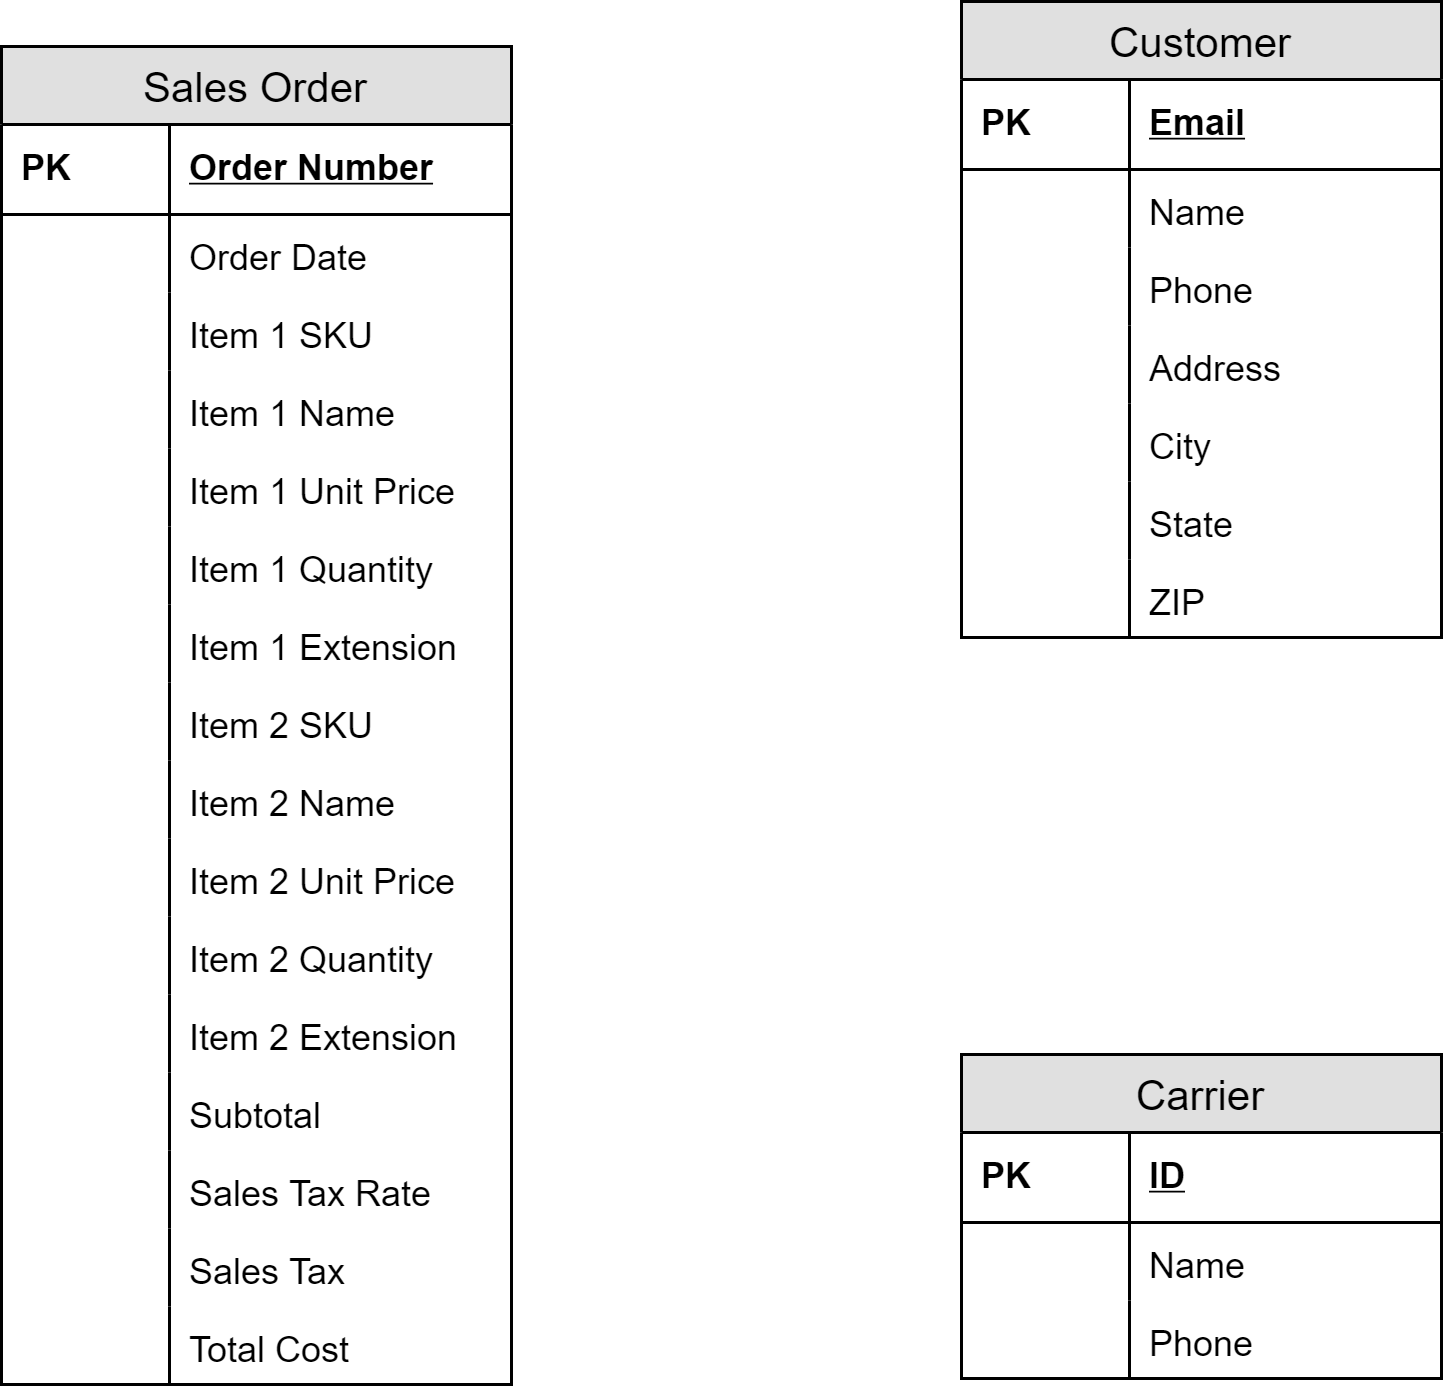 Sales Order
PK Order Number
Order Date
Item 1 SKU
Item 1 Name
Item 1 Unit Price
Item 1 Quantity
Item 1 Extension
Item 2 SKU
Item 2 Name
Item 2 Unit Price
Item 2 Quantity
Item 2 Extension
Subtotal
Sales Tax Rate
Sales Tax
Total Cost
Customer
PK Email
Name
Phone
Address
City
State
ZIP
Carrier
PK ID
Name
Phone